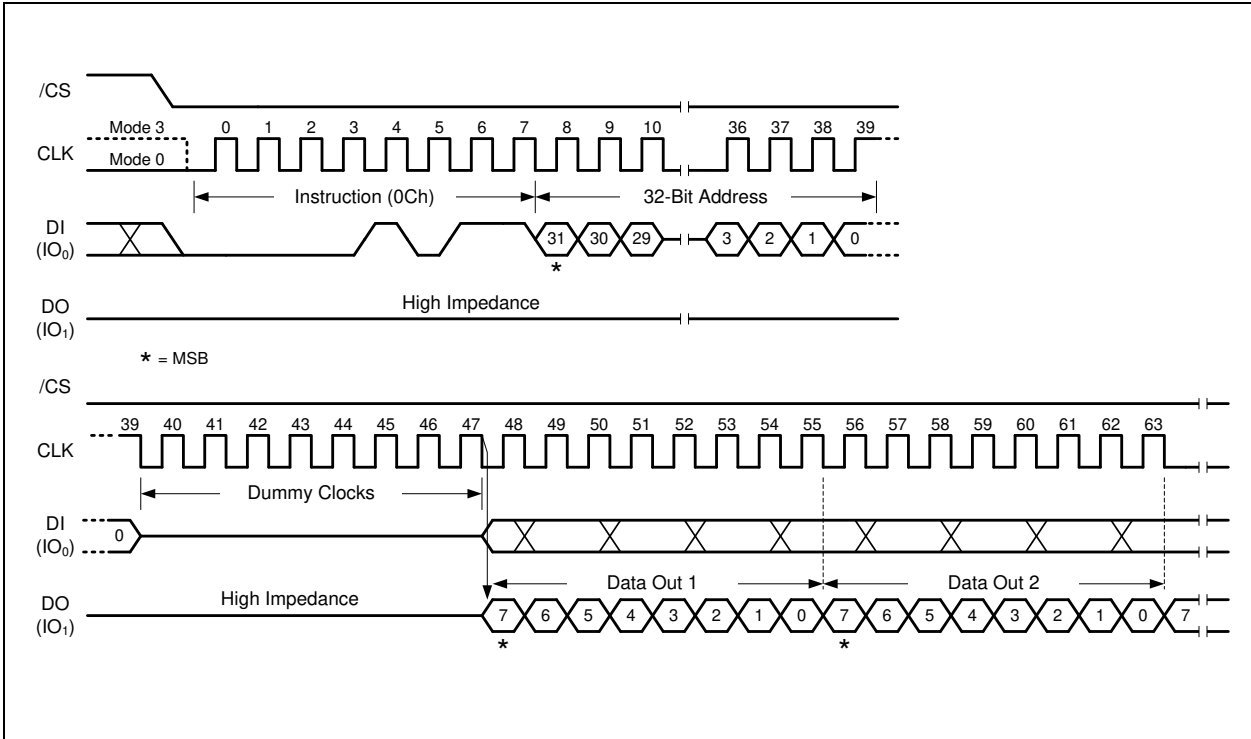 /CS
Mode 3 0 1 2 3 4 5 6 7 8 9 10 36 37 38 39
CLK
Mode 0
Instruction (0Ch) 32-Bit Address
DI
(IO₀)
31 30 29 3 2 1 0
*
High Impedance
DO
(IO₁)
* = MSB
/CS
39 40 41 42 43 44 45 46 47 48 49 50 51 52 53 54 55 56 57 58 59 60 61 62 63
CLK
Dummy Clocks
DI
(IO₀)
0
Data Out 1 Data Out 2
High Impedance
DO
(IO₁)
7 6 5 4 3 2 1 0 7 6 5 4 3 2 1 0 7
* *